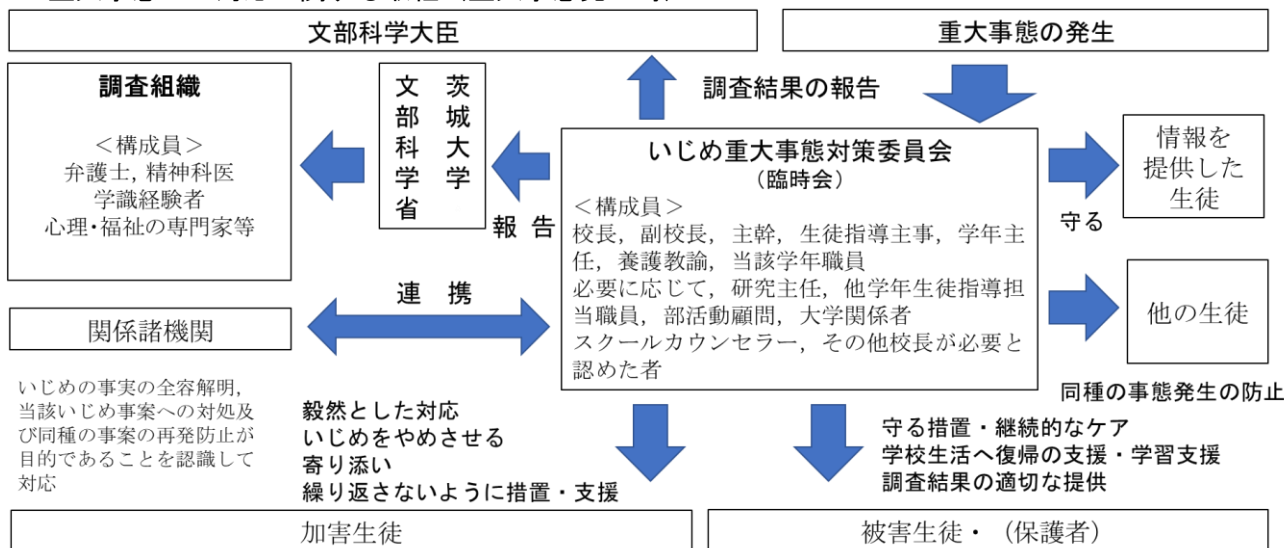 文部科学大臣
重大事態の発生
調査組織
＜構成員＞
弁護士，精神科医
学識経験者
心理・福祉の専門家等
茨城大学
文部科学省
調査結果の報告
報 告
いじめ重大事態対策委員会
（臨時会）
＜構成員＞
校長，副校長，主幹，生徒指導主事，学年主
任，養護教諭，当該学年職員
必要に応じて，研究主任，他学年生徒指導担
当職員，部活動顧問，大学関係者
スクールカウンセラー，その他校長が必要と
認めた者
守る
情報を
提供した
生徒
他の生徒
同種の事態発生の防止
連 携
関係諸機関
いじめの事実の全容解明，
当該いじめ事案への対処及
び同種の事案の再発防止が
目的であることを認識して
対応
毅然とした対応
いじめをやめさせる
寄り添い
繰り返さないように措置・支援
守る措置・継続的なケア
学校生活へ復帰の支援・学習支援
調査結果の適切な提供
加害生徒
被害生徒・（保護者）